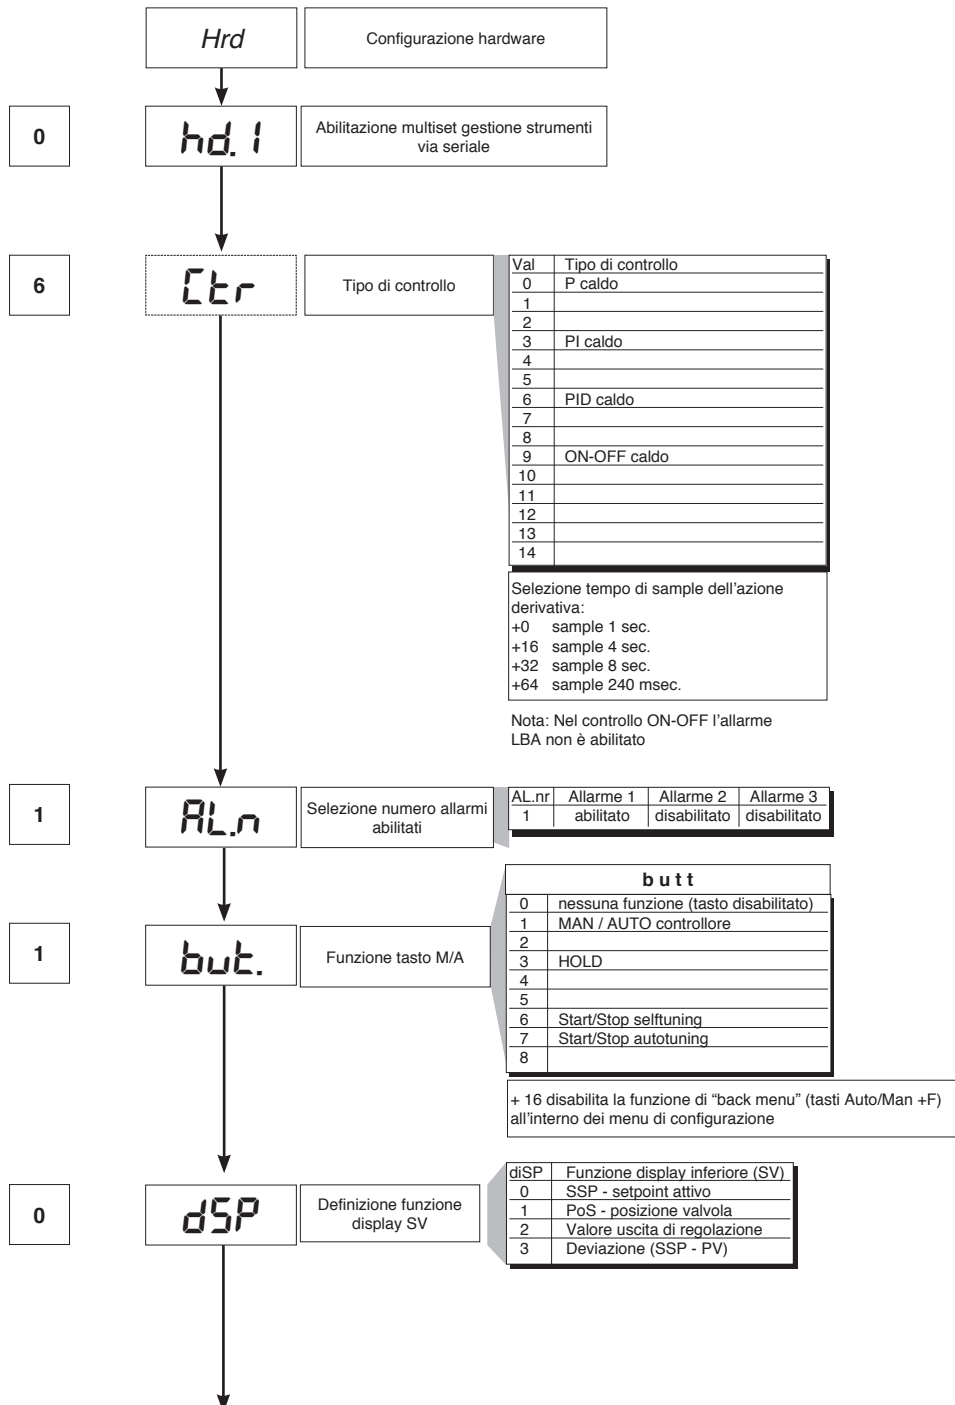 Hrd
Configurazione hardware
0
hd.1
Abilitazione multiset gestione strumenti
via seriale
6
Ctr
Tipo di controllo
Val Tipo di controllo
0 P caldo
1
2
3 PI caldo
4
5
6 PID caldo
7
8
9 ON-OFF caldo
10
11
12
13
14
Selezione tempo di sample dell'azione
derivativa:
+0 sample 1 sec.
+16 sample 4 sec.
+32 sample 8 sec.
+64 sample 240 msec.
Nota: Nel controllo ON-OFF l'allarme
LBA non è abilitato
1
AL.n
Selezione numero allarmi
abilitati
AL.nr Allarme 1 Allarme 2 Allarme 3
1 abilitato disabilitato disabilitato
1
but.
Funzione tasto M/A
butt
0 nessuna funzione (tasto disabilitato)
1 MAN / AUTO controllore
2
3 HOLD
4
5
6 Start/Stop selftuning
7 Start/Stop autotuning
8
+ 16 disabilita la funzione di “back menu” (tasti Auto/Man +F)
all'interno dei menu di configurazione
0
dSP
Definizione funzione
display SV
diSP Funzione display inferiore (SV)
0 SSP - setpoint attivo
1 PoS - posizione valvola
2 Valore uscita di regolazione
3 Deviazione (SSP - PV)